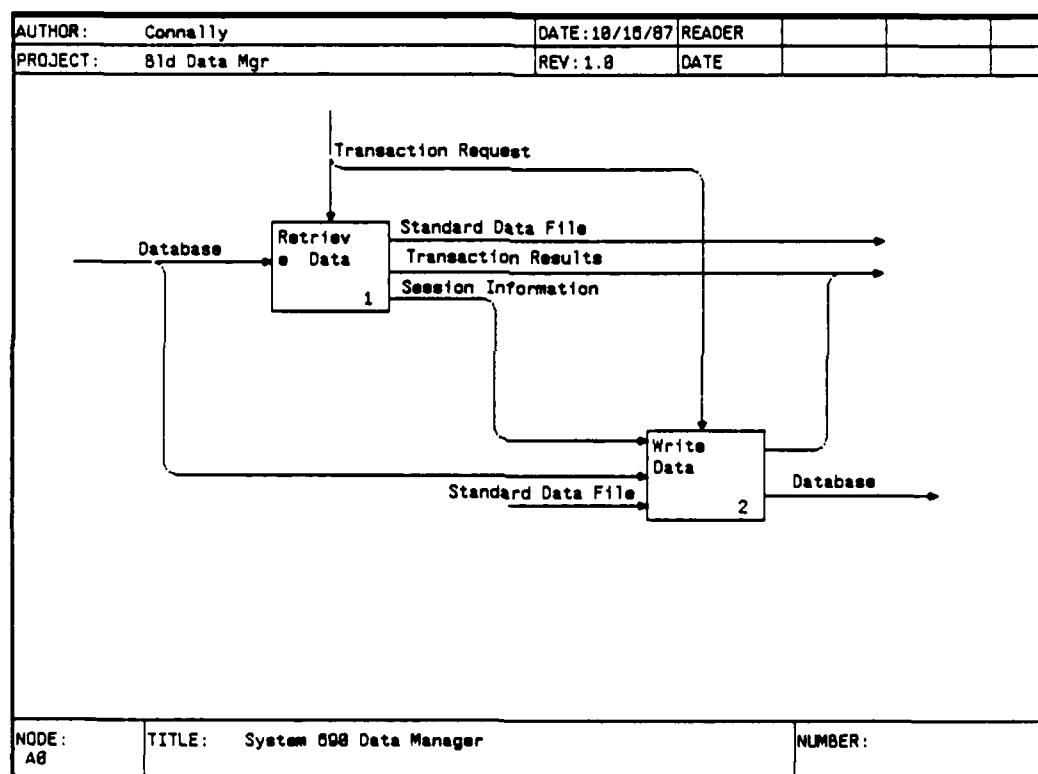 AUTHOR: Connally DATE:10/16/87 READER
PROJECT: Bld Data Mgr REV:1.0 DATE
Transaction Request
Standard Data File
Database
Retriev
e Data
1
Transaction Results
Session Information
Write
Data
2
Standard Data File
Database
NODE: A0
TITLE: System 690 Data Manager
NUMBER: